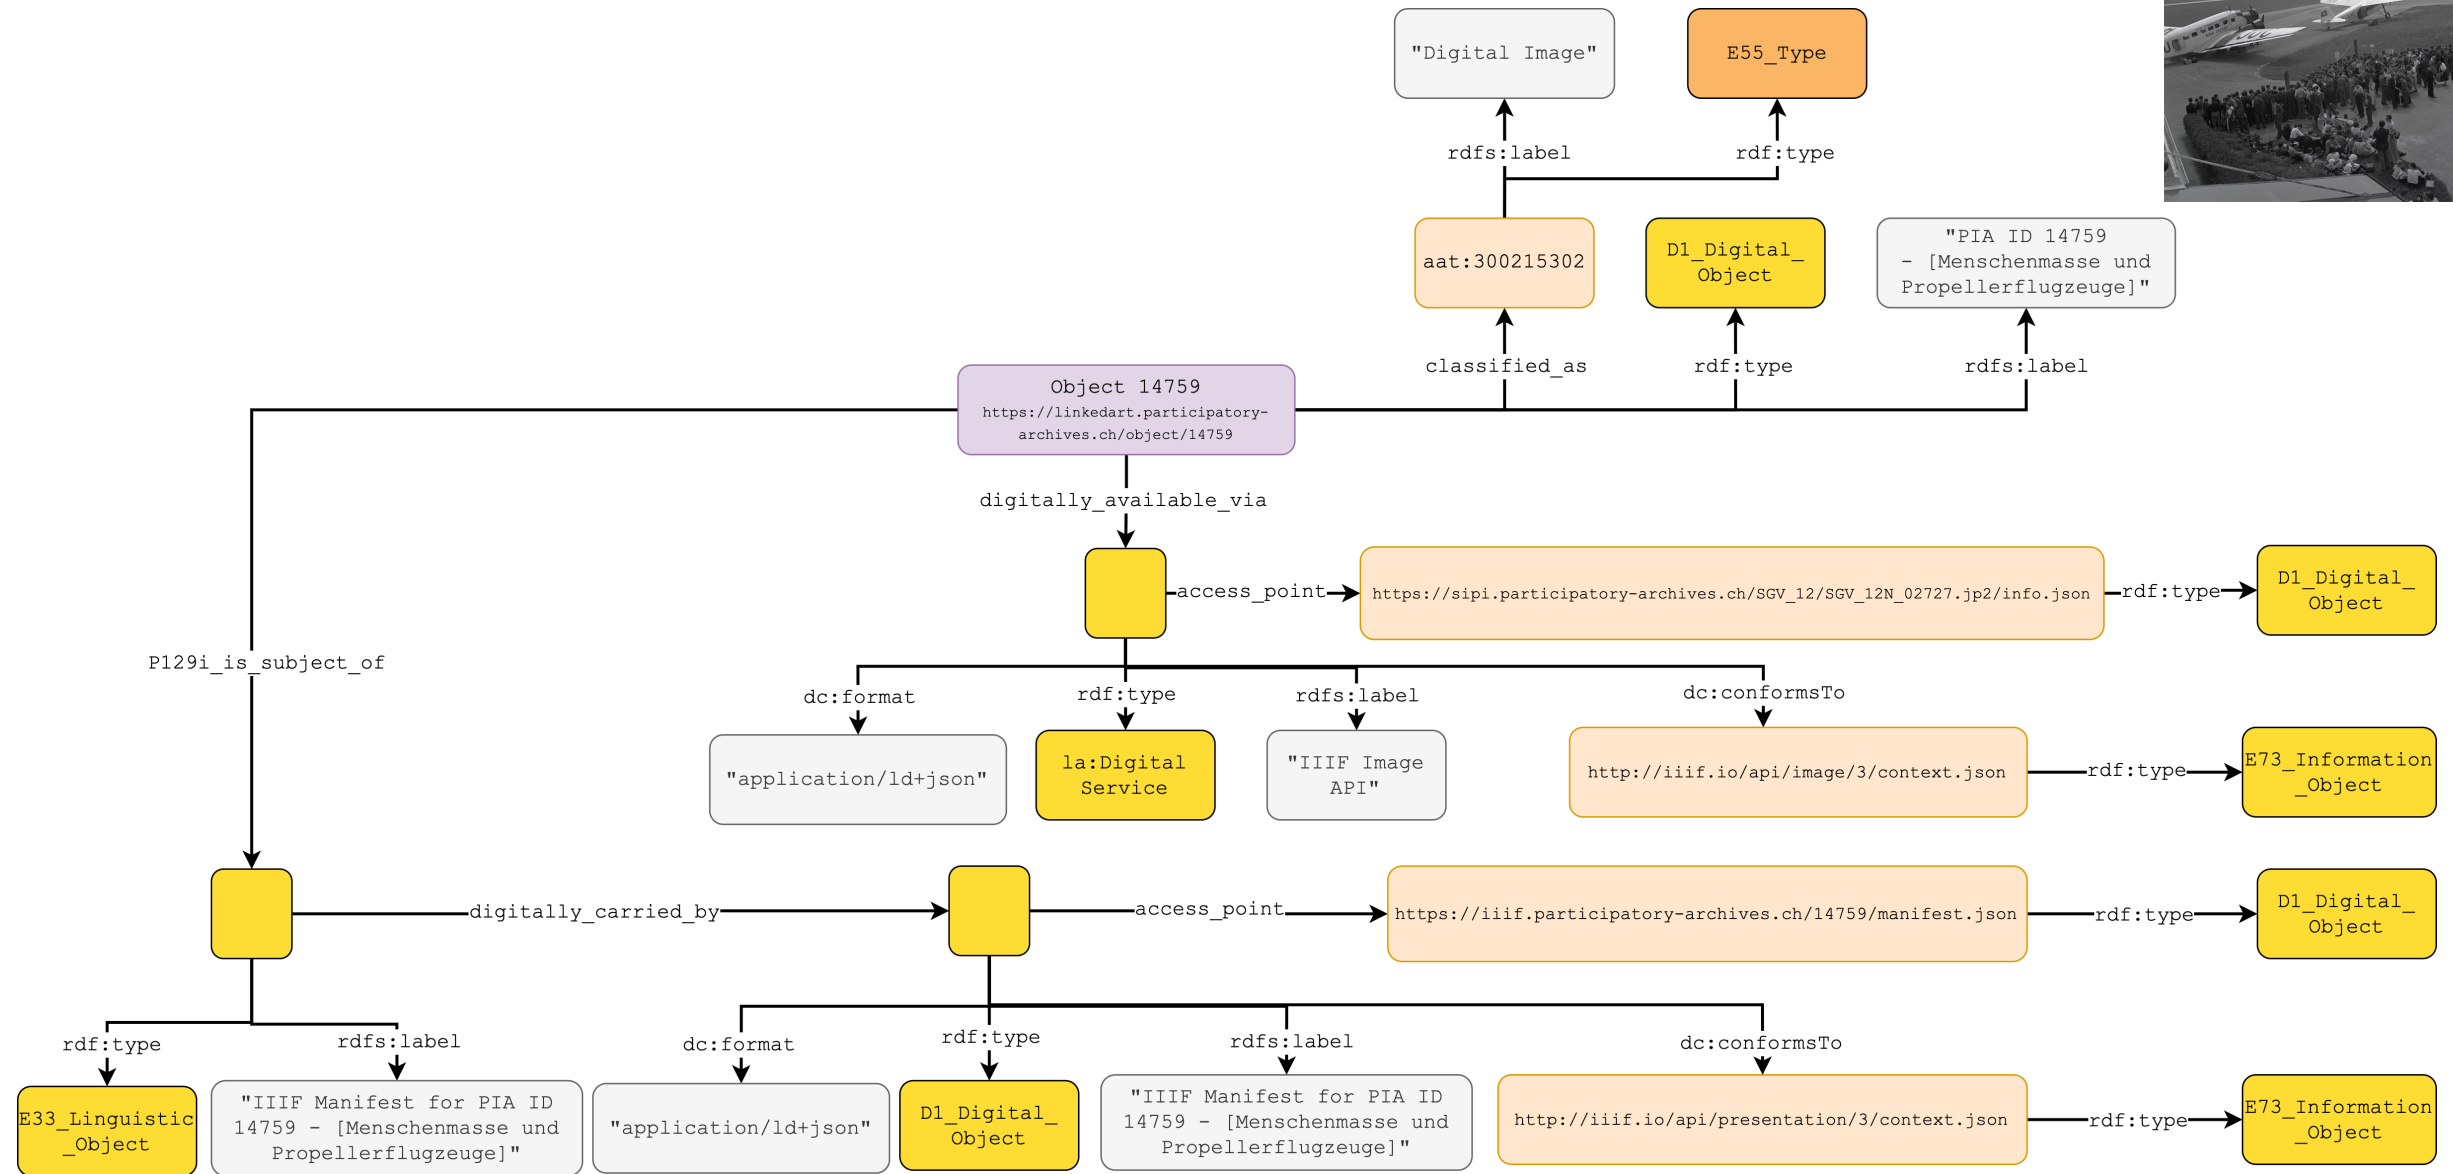 "Digital Image"
E55_Type
rdfs:label
rdf:type
aat:300215302
D1_Digital_
Object
"PIA ID 14759
- [Menschenmasse und
Propellerflugzeuge]"
classified_as
rdf:type
rdfs:label
Object 14759
https://linkedart.participatory-
archives.ch/object/14759
digitally_available_via
access_point
https://sipi.participatory-archives.ch/SGV_12/SGV_12N_02727.jp2/info.json
rdf:type
D1_Digital_
Object
P129i_is_subject_of
dc:format
rdf:type
rdfs:label
dc:conformsTo
"application/ld+json"
la:Digital
Service
"IIIF Image
API"
http://iiif.io/api/image/3/context.json
rdf:type
E73_Information
_Object
digitally_carried_by
access_point
https://iiif.participatory-archives.ch/14759/manifest.json
rdf:type
D1_Digital_
Object
rdf:type
rdfs:label
dc:format
rdf:type
rdfs:label
dc:conformsTo
E33_Linguistic
_Object
"IIIF Manifest for PIA ID
14759 - [Menschenmasse und
Propellerflugzeuge]"
"application/ld+json"
D1_Digital_
Object
"IIIF Manifest for PIA ID
14759 - [Menschenmasse und
Propellerflugzeuge]"
http://iiif.io/api/presentation/3/context.json
rdf:type
E73_Information
_Object